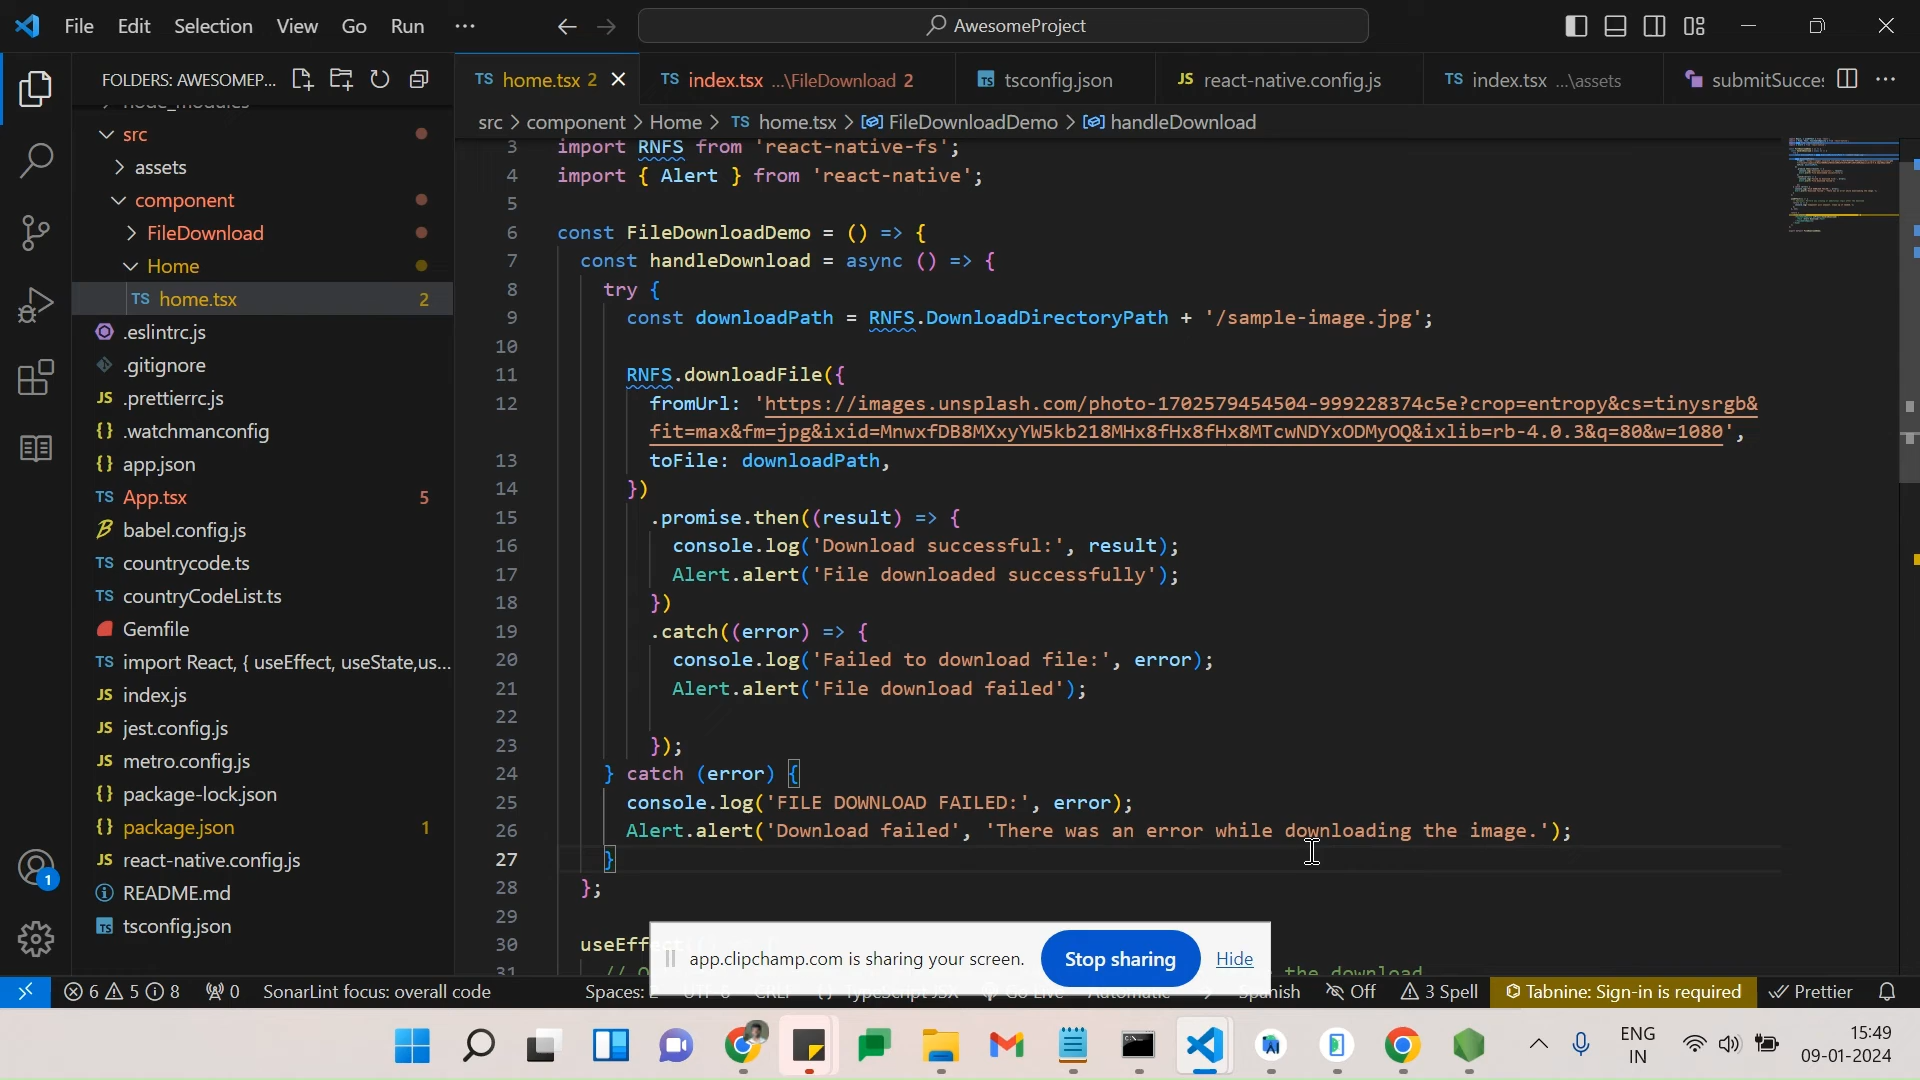 File Edit Selection View Go Run ··· AwesomeProject
FOLDERS: AWESOMEP...
node_modules
src
assets
component
FileDownload
Home
TS home.tsx 2
.eslintrc.js
.gitignore
JS .prettierrc.js
{} .watchmanconfig
{} app.json
TS App.tsx 5
babel.config.js
TS countrycode.ts
TS countryCodeList.ts
Gemfile
TS import React, { useEffect, useState,us...
JS index.js
JS jest.config.js
JS metro.config.js
{} package-lock.json
{} package.json 1
JS react-native.config.js
README.md
TS tsconfig.json
1
TS home.tsx 2 TS index.tsx ...\FileDownload 2 TS tsconfig.json JS react-native.config.js TS index.tsx ...\assets submitSucces ···
src > component > Home > TS home.tsx > FileDownloadDemo > handleDownload
3 import RNFS from 'react-native-fs';
4 import { Alert } from 'react-native';
5
6 const FileDownloadDemo = () => {
7 const handleDownload = async () => {
8 try {
9 const downloadPath = RNFS.DownloadDirectoryPath + '/sample-image.jpg';
10
11 RNFS.downloadFile({
12 fromUrl: 'https://images.unsplash.com/photo-1702579454504-999228374c5e?crop=entropy&cs=tinysrgb&
fit=max&fm=jpg&ixid=MnwxfDB8MXxyYW5kb218MHx8fHx8fHx8MTcwNDYxODMyOQ&ixlib=rb-4.0.3&q=80&w=1080',
13 toFile: downloadPath,
14 })
15 .promise.then((result) => {
16 console.log('Download successful:', result);
17 Alert.alert('File downloaded successfully');
18 })
19 .catch((error) => {
20 console.log('Failed to download file:', error);
21 Alert.alert('File download failed');
22
23 });
24 } catch (error) {
25 console.log('FILE DOWNLOAD FAILED:', error);
26 Alert.alert('Download failed', 'There was an error while downloading the image.');
27 }
28 };
29
30 useEff
31 // the download
app.clipchamp.com is sharing your screen. Stop sharing Hide
6 5 8 0 SonarLint focus: overall code Spaces: Spanish Off 3 Spell Tabnine: Sign-in is required Prettier
ENG
IN
15:49
09-01-2024